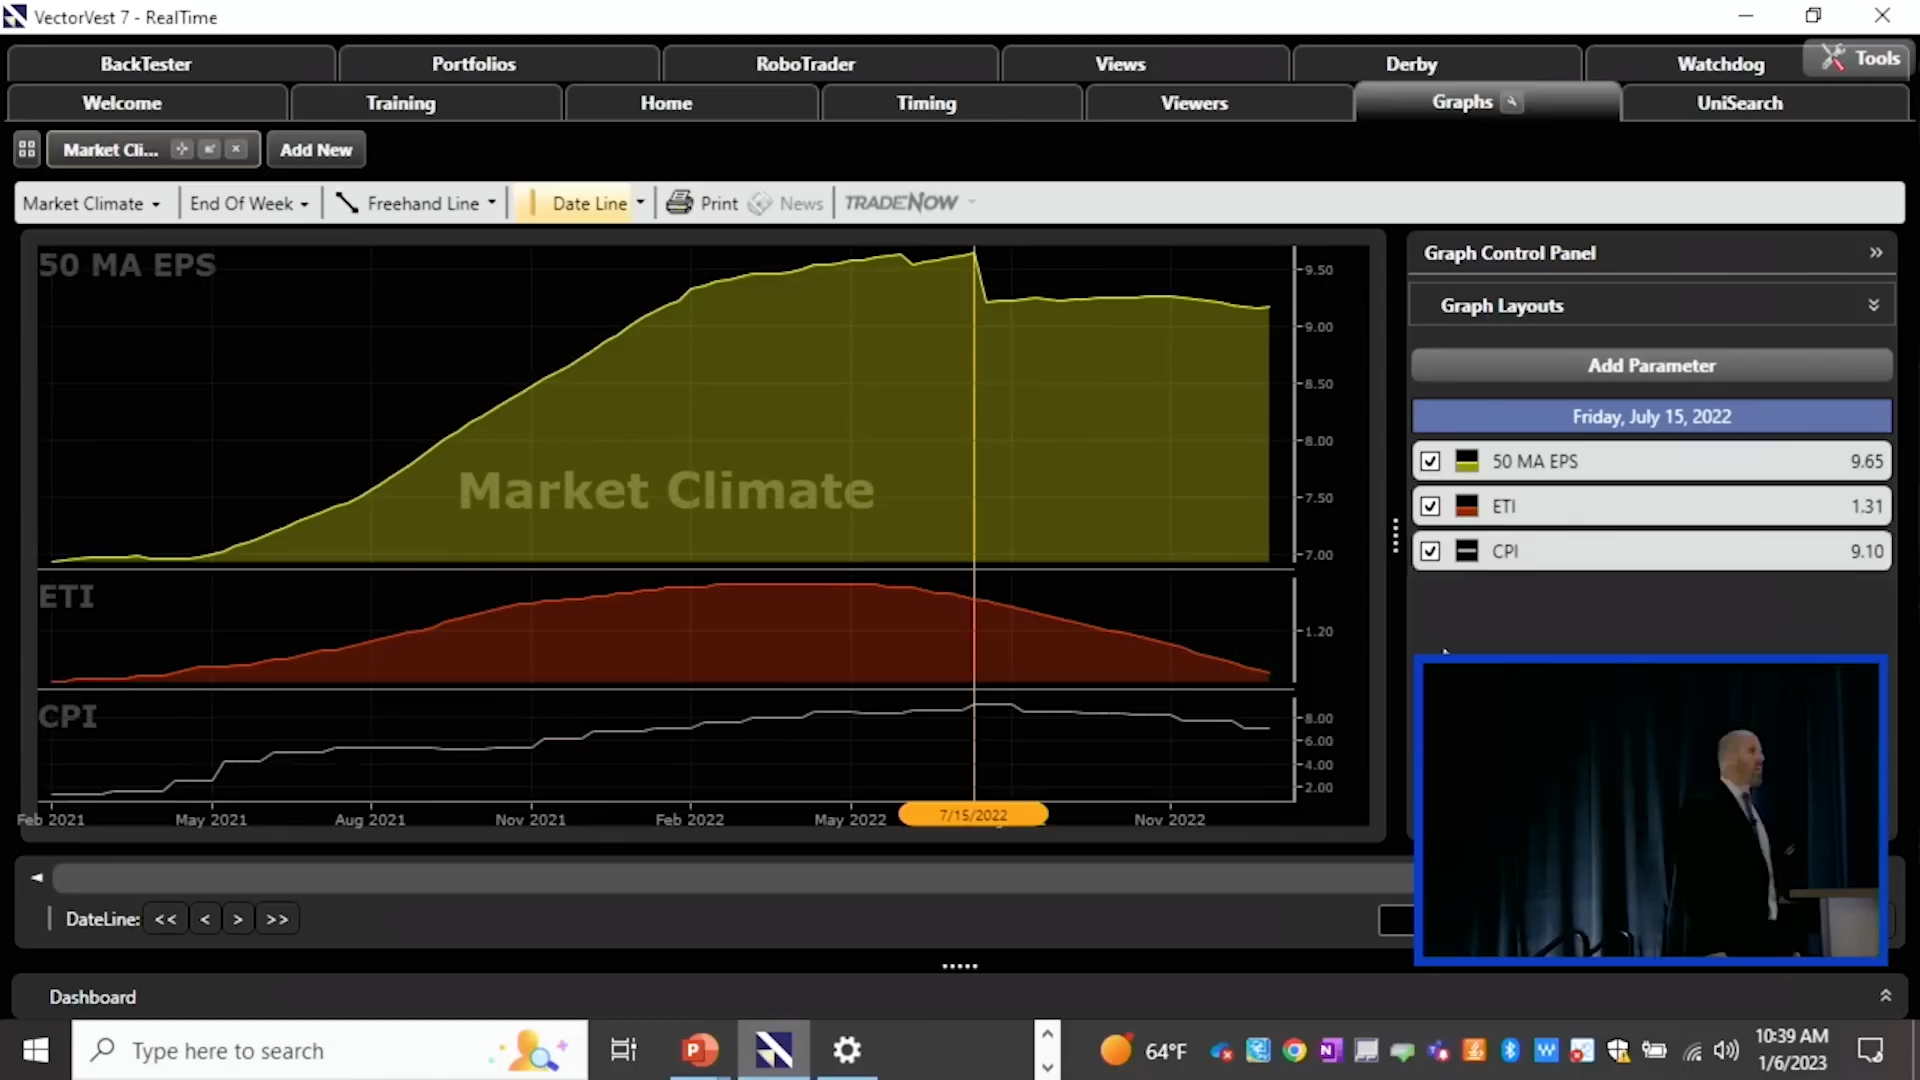 VectorVest 7 - RealTime
BackTester Portfolios RoboTrader Views Derby Watchdog Tools
Welcome Training Home Timing Viewers Graphs UniSearch
Market Cli... Add New
Market Climate End Of Week Freehand Line Date Line Print News TRADENOW
50 MA EPS
9.50
9.00
8.50
8.00
7.50
7.00
Market Climate
ETI
1.20
CPI
8.00
6.00
4.00
2.00
Feb 2021 May 2021 Aug 2021 Nov 2021 Feb 2022 May 2022 7/15/2022 Nov 2022
Graph Control Panel »
Graph Layouts
Add Parameter
Friday, July 15, 2022
50 MA EPS 9.65
ETI 1.31
CPI 9.10
DateLine: << < > >>
Dashboard
Type here to search
64°F
10:39 AM
1/6/2023